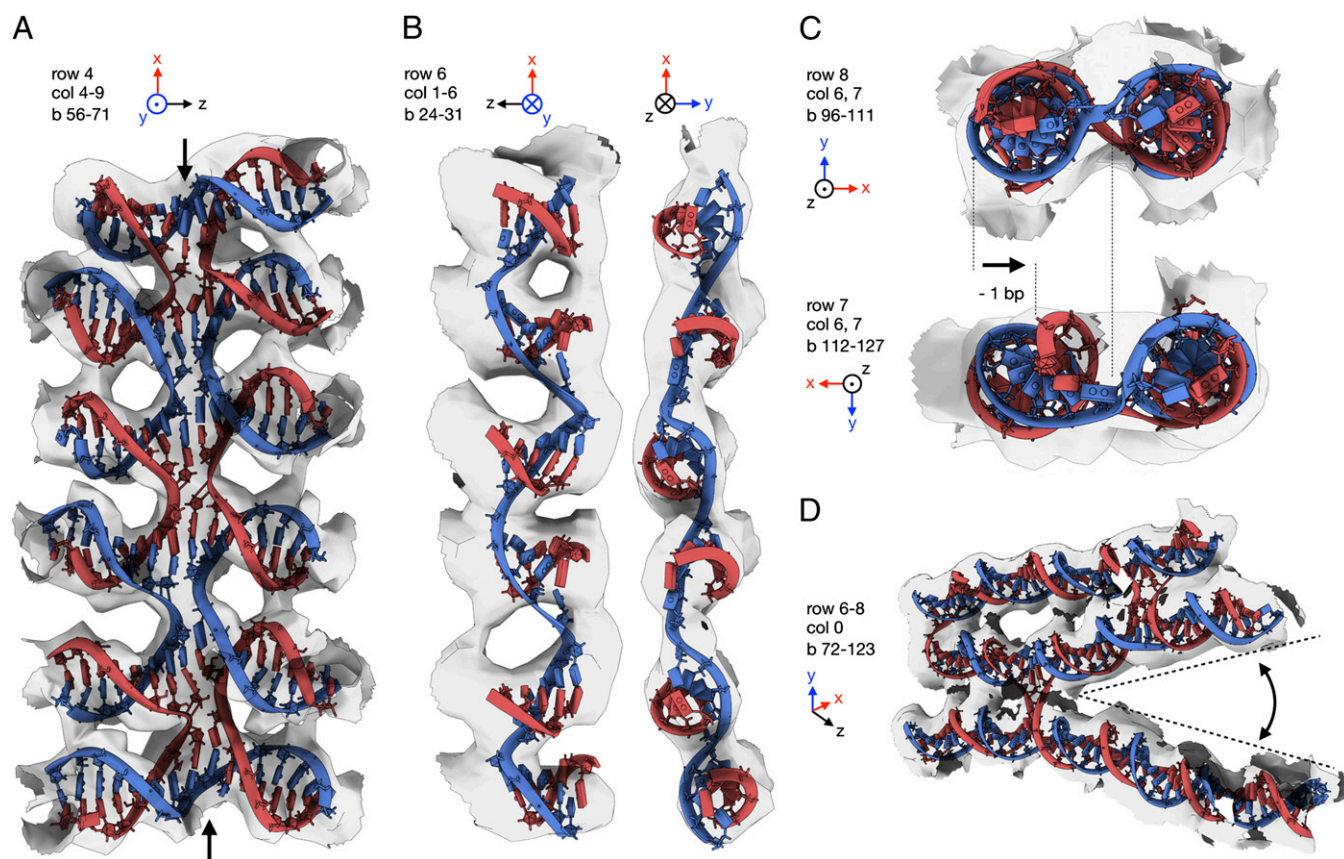 A
row 4
col 4-9
b 56-71
x
y
z
B
row 6
col 1-6
b 24-31
x
z
y
x
z
y
C
row 8
col 6, 7
b 96-111
y
z
x
- 1 bp
row 7
col 6, 7
b 112-127
z
x
y
D
row 6-8
col 0
b 72-123
y
x
z